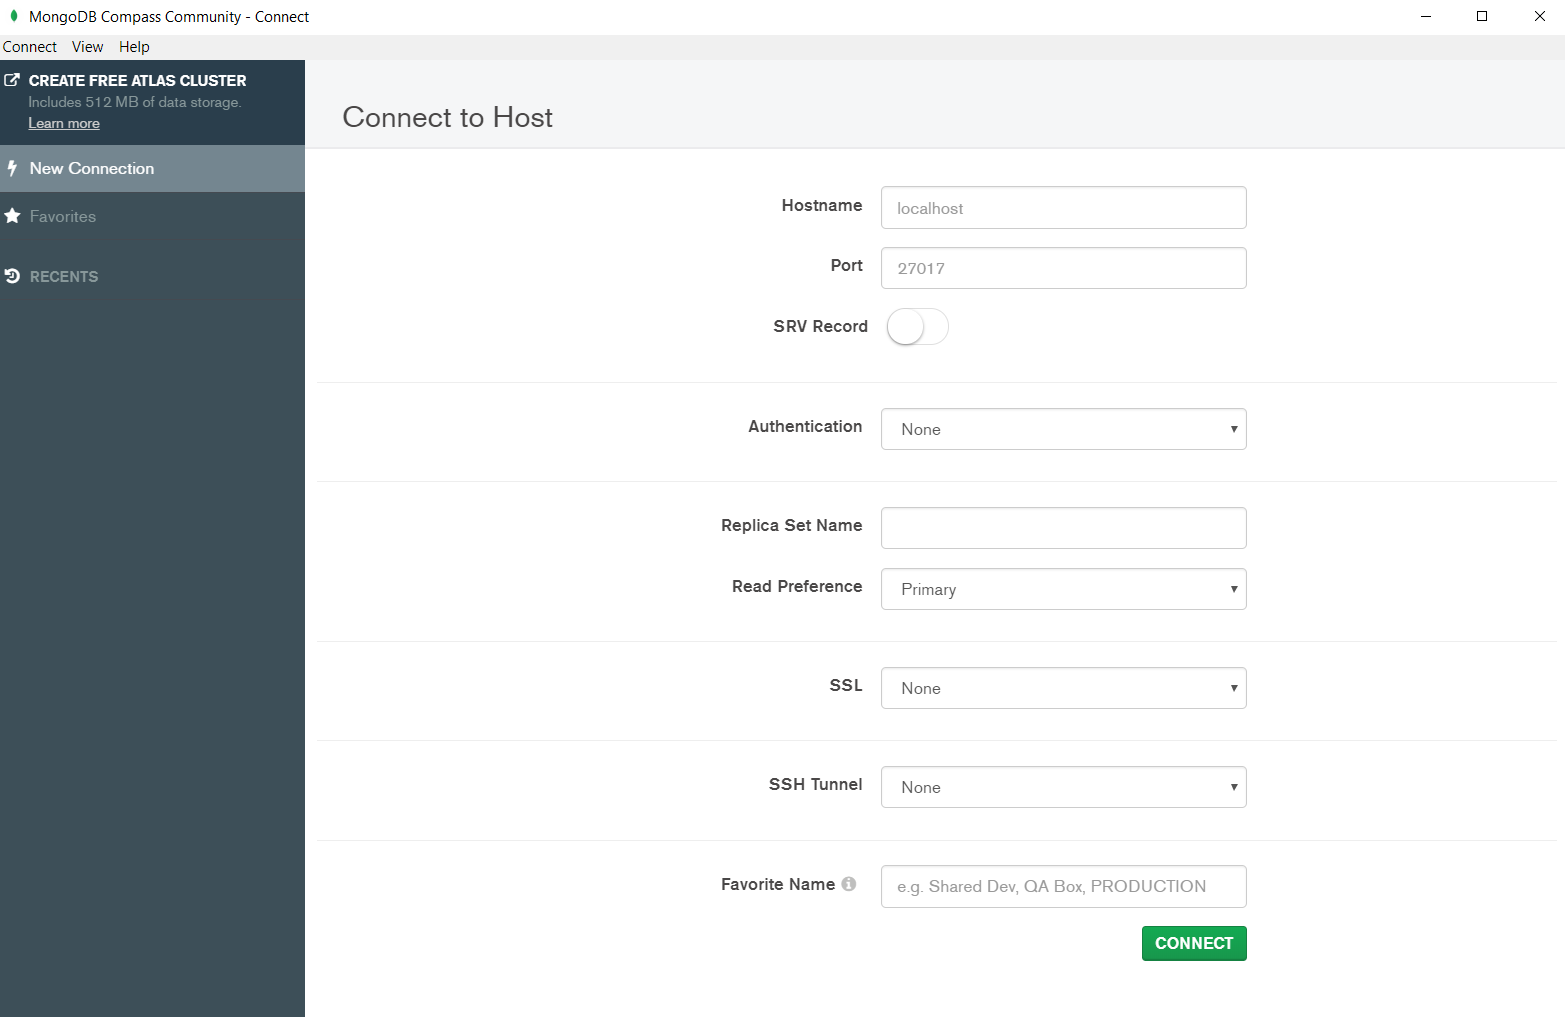 MongoDB Compass Community - Connect
Connect View Help
CREATE FREE ATLAS CLUSTER
Includes 512 MB of data storage.
Learn more
New Connection
Favorites
RECENTS
Connect to Host
Hostname localhost
Port 27017
SRV Record
Authentication None
Replica Set Name
Read Preference Primary
SSL None
SSH Tunnel None
Favorite Name e.g. Shared Dev, QA Box, PRODUCTION
CONNECT